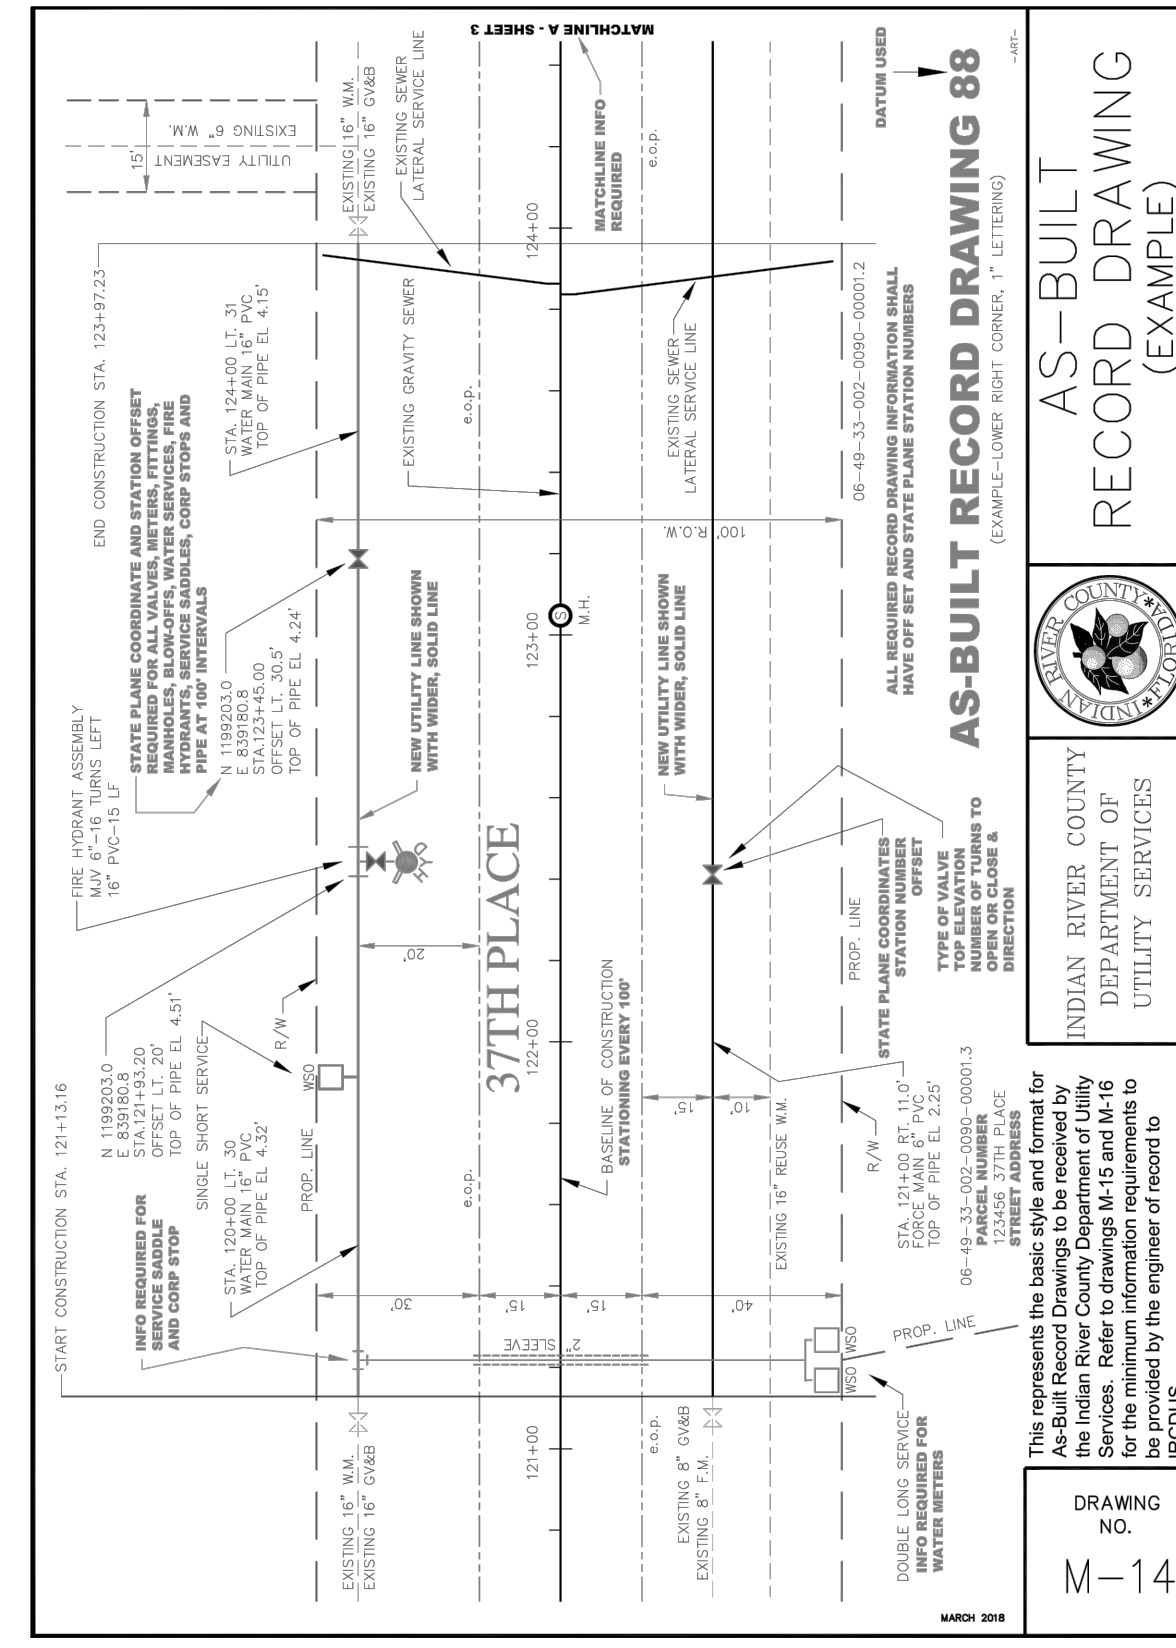 START CONSTRUCTION STA. 121+13.16
END CONSTRUCTION STA. 123+97.23
15'
UTILITY EASEMENT
EXISTING 6" W.M.
FIRE HYDRANT ASSEMBLY
MJV 6"-16 TURNS LEFT
16" PVC-15 LF
STATE PLANE COORDINATE AND STATION OFFSET
REQUIRED FOR ALL VALVES, METERS, FITTINGS,
MANHOLES, BLOW-OFFS, WATER SERVICES, FIRE
HYDRANTS, SERVICE SADDLES, CORP STOPS AND
PIPE AT 100' INTERVALS
N 1199203.0
E 839180.8
STA.121+93.20
OFFSET LT. 20'
TOP OF PIPE EL 4.51'
INFO REQUIRED FOR
SERVICE SADDLE
AND CORP STOP
SINGLE SHORT SERVICE
N 1199203.0
E 839180.8
STA.123+45.00
OFFSET LT. 30.5'
TOP OF PIPE EL 4.24'
STA. 124+00 LT. 31
WATER MAIN 16" PVC
TOP OF PIPE EL 4.15'
STA. 120+00 LT. 30
WATER MAIN 16" PVC
TOP OF PIPE EL 4.32'
R/W
PROP. LINE
WSO
EXISTING 16" W.M.
EXISTING 16" GV&B
EXISTING 16" W.M.
EXISTING 16" GV&B
HYD
NEW UTILITY LINE SHOWN
WITH WIDER, SOLID LINE
EXISTING GRAVITY SEWER
EXISTING SEWER
LATERAL SERVICE LINE
30'
20'
e.o.p.
e.o.p.
37TH PLACE
15'
121+00
122+00
123+00
124+00
MATCHLINE A - SHEET 3
2" SLEEVE
S
M.H.
BASELINE OF CONSTRUCTION
STATIONING EVERY 100'
MATCHLINE INFO
REQUIRED
15'
e.o.p.
e.o.p.
100' R.O.W.
EXISTING 8" GV&B
EXISTING 8" F.M.
15'
10'
40'
NEW UTILITY LINE SHOWN
WITH WIDER, SOLID LINE
EXISTING SEWER
LATERAL SERVICE LINE
EXISTING 16" REUSE W.M.
WSO
WSO
PROP. LINE
R/W
PROP. LINE
06-49-33-002-0090-00001.2
DOUBLE LONG SERVICE
INFO REQUIRED FOR
WATER METERS
STA. 121+00 RT. 11.0'
FORCE MAIN 6" PVC
TOP OF PIPE EL 2.25'
06-49-33-002-0090-00001.3
PARCEL NUMBER
123456 37TH PLACE
STREET ADDRESS
STATE PLANE COORDINATES
STATION NUMBER
OFFSET
TYPE OF VALVE
TOP ELEVATION
NUMBER OF TURNS TO
OPEN OR CLOSE &
DIRECTION
ALL REQUIRED RECORD DRAWING INFORMATION SHALL
HAVE OFF SET AND STATE PLANE STATION NUMBERS
DATUM USED
AS-BUILT RECORD DRAWING 88
(EXAMPLE-LOWER RIGHT CORNER, 1" LETTERING)
-ART-
MARCH 2018
DRAWING
NO.
M-14
This represents the basic style and format for
As-Built Record Drawings to be received by
the Indian River County Department of Utility
Services. Refer to drawings M-15 and M-16
for the minimum information requirements to
be provided by the engineer of record to
IRCDUS
INDIAN RIVER COUNTY
DEPARTMENT OF
UTILITY SERVICES
INDIAN RIVER COUNTY
FLORIDA
AS-BUILT
RECORD DRAWING
(EXAMPLE)